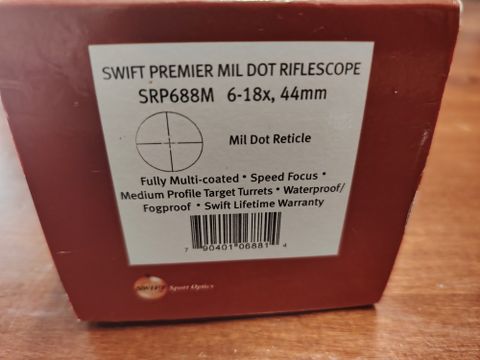 SWIFT PREMIER MIL DOT RIFLESCOPE
SRP688M 6-18x, 44mm
Mil Dot Reticle
Fully Multi-coated • Speed Focus •
Medium Profile Target Turrets • Waterproof/
Fogproof • Swift Lifetime Warranty
7 90401 06881 4
SWIFT Sport Optics